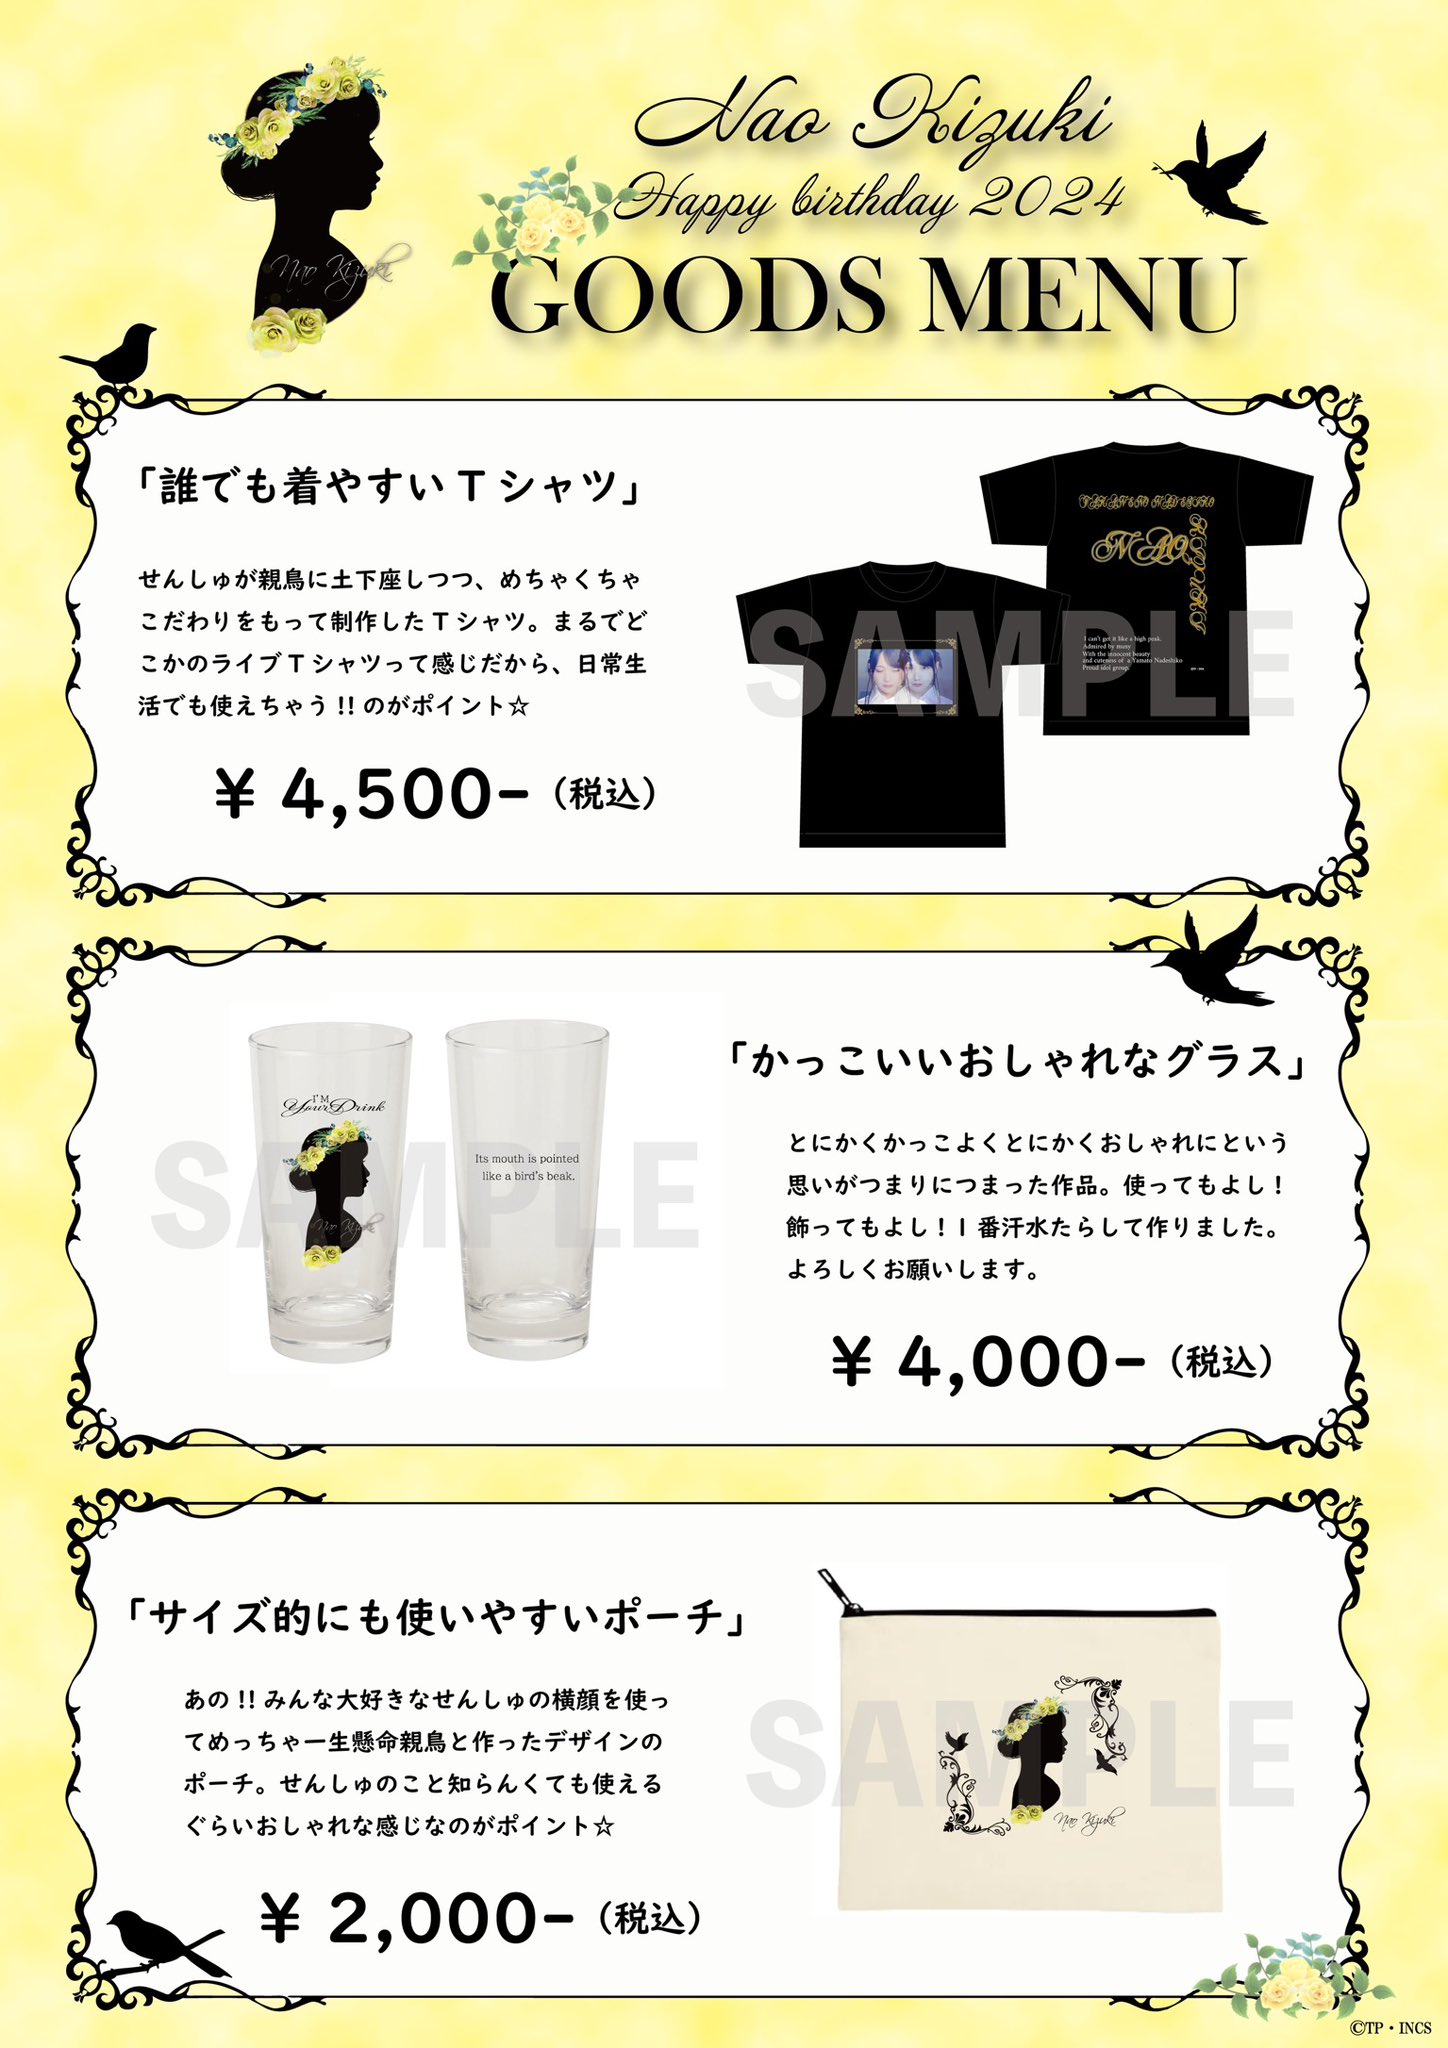 Nao Kizuki
Happy birthday 2024
GOODS MENU
Nao Kizuki
「誰でも着やすいTシャツ」
せんしゅが親鳥に土下座しつつ、めちゃくちゃ
こだわりをもって制作したTシャツ。まるでど
こかのライブTシャツって感じだから、日常生
活でも使えちゃう!!のがポイント☆
¥ 4,500-（税込）
NAO
I can't get it like a high peak.
Admired by many
With the innocent beauty
and cuteness of a Yamato Nadeshiko
Proud idol group.
SAMPLE
「かっこいいおしゃれなグラス」
とにかくかっこよくとにかくおしゃれにという
思いがつまりにつまった作品。使ってもよし！
飾ってもよし！1番汗水たらして作りました。
よろしくお願いします。
¥ 4,000-（税込）
I'M
Your Drink
Nao Kizuki
Its mouth is pointed
like a bird's beak.
SAMPLE
「サイズ的にも使いやすいポーチ」
あの!!みんな大好きなせんしゅの横顔を使っ
てめっちゃ一生懸命親鳥と作ったデザインの
ポーチ。せんしゅのこと知らんくても使える
ぐらいおしゃれな感じなのがポイント☆
¥ 2,000-（税込）
Nao Kizuki
SAMPLE
©TP・INCS